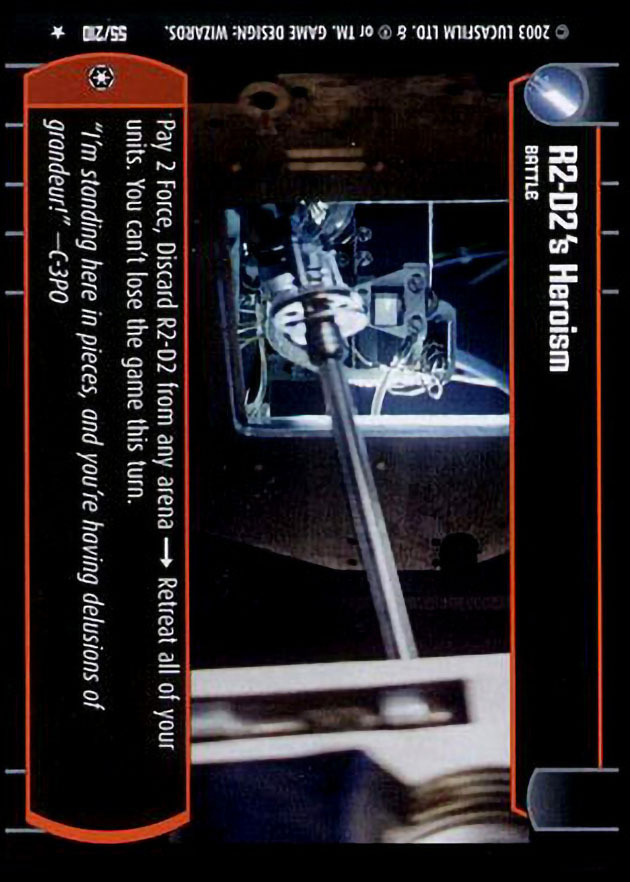 R2-D2's Heroism
BATTLE
Pay 2 Force, Discard R2-D2 from any arena → Retreat all of your
units. You can't lose the game this turn.
"I'm standing here in pieces, and you're having delusions of
grandeur!" —C-3PO
© 2003 LUCASFILM LTD. & ® or TM. GAME DESIGN: WIZARDS. 55/210 ★